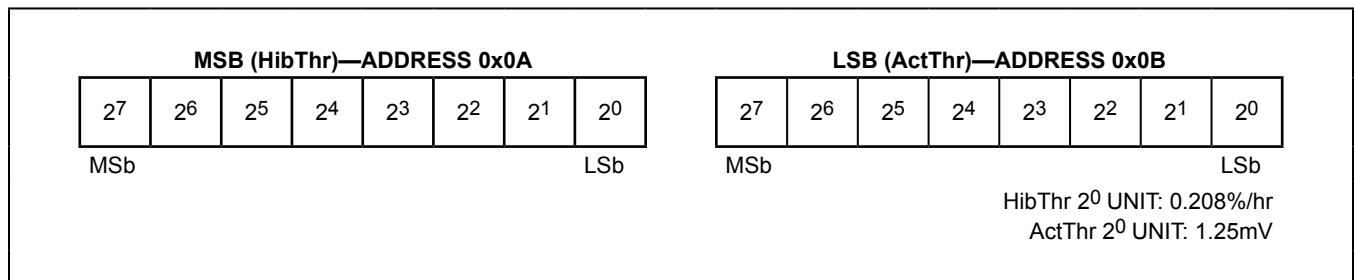 MSB (HibThr)—ADDRESS 0x0A
2⁷ 2⁶ 2⁵ 2⁴ 2³ 2² 2¹ 2⁰
MSb LSb
LSB (ActThr)—ADDRESS 0x0B
2⁷ 2⁶ 2⁵ 2⁴ 2³ 2² 2¹ 2⁰
MSb LSb
HibThr 2⁰ UNIT: 0.208%/hr
ActThr 2⁰ UNIT: 1.25mV